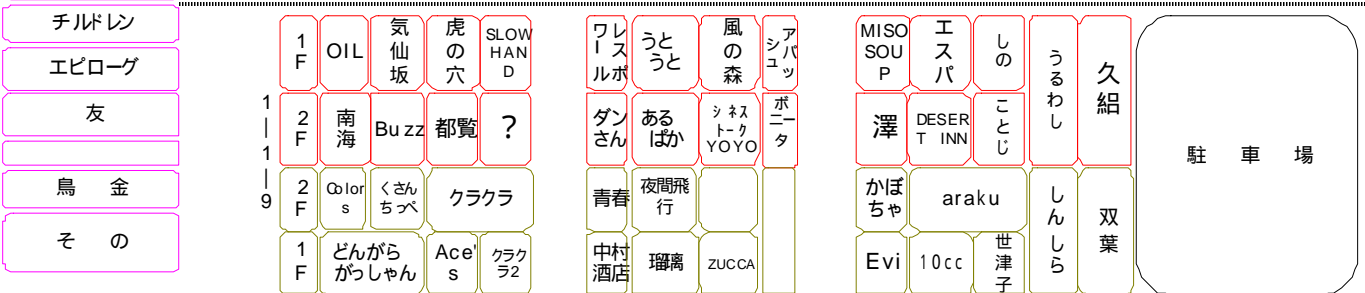 チルドレン
エピローグ
友
鳥 金
そ の
1|1|9
1F
OIL
気仙坂
虎の穴
SLOW
HAN
D
2F
南海
Buzz
都覧
?
2F
Color
s
くさん
ちっぺ
クラクラ
1F
どんがら
がっしゃん
Ace'
s
クラク
ラ2
ワレ
ース
ルポ
うと
うと
風の森
アパッ
シュ
ダン
さん
ある
ぱか
シネス
トーク
YOYO
ボニータ
青春
夜間飛
行
中村
酒店
瑠璃
ZUCCA
MISO
SOU
P
エスパ
しの
うるわし
久絽
澤
DESER
T INN
ことじ
かぼ
ちゃ
araku
しんしら
双葉
Evi
10cc
世津子
駐 車 場